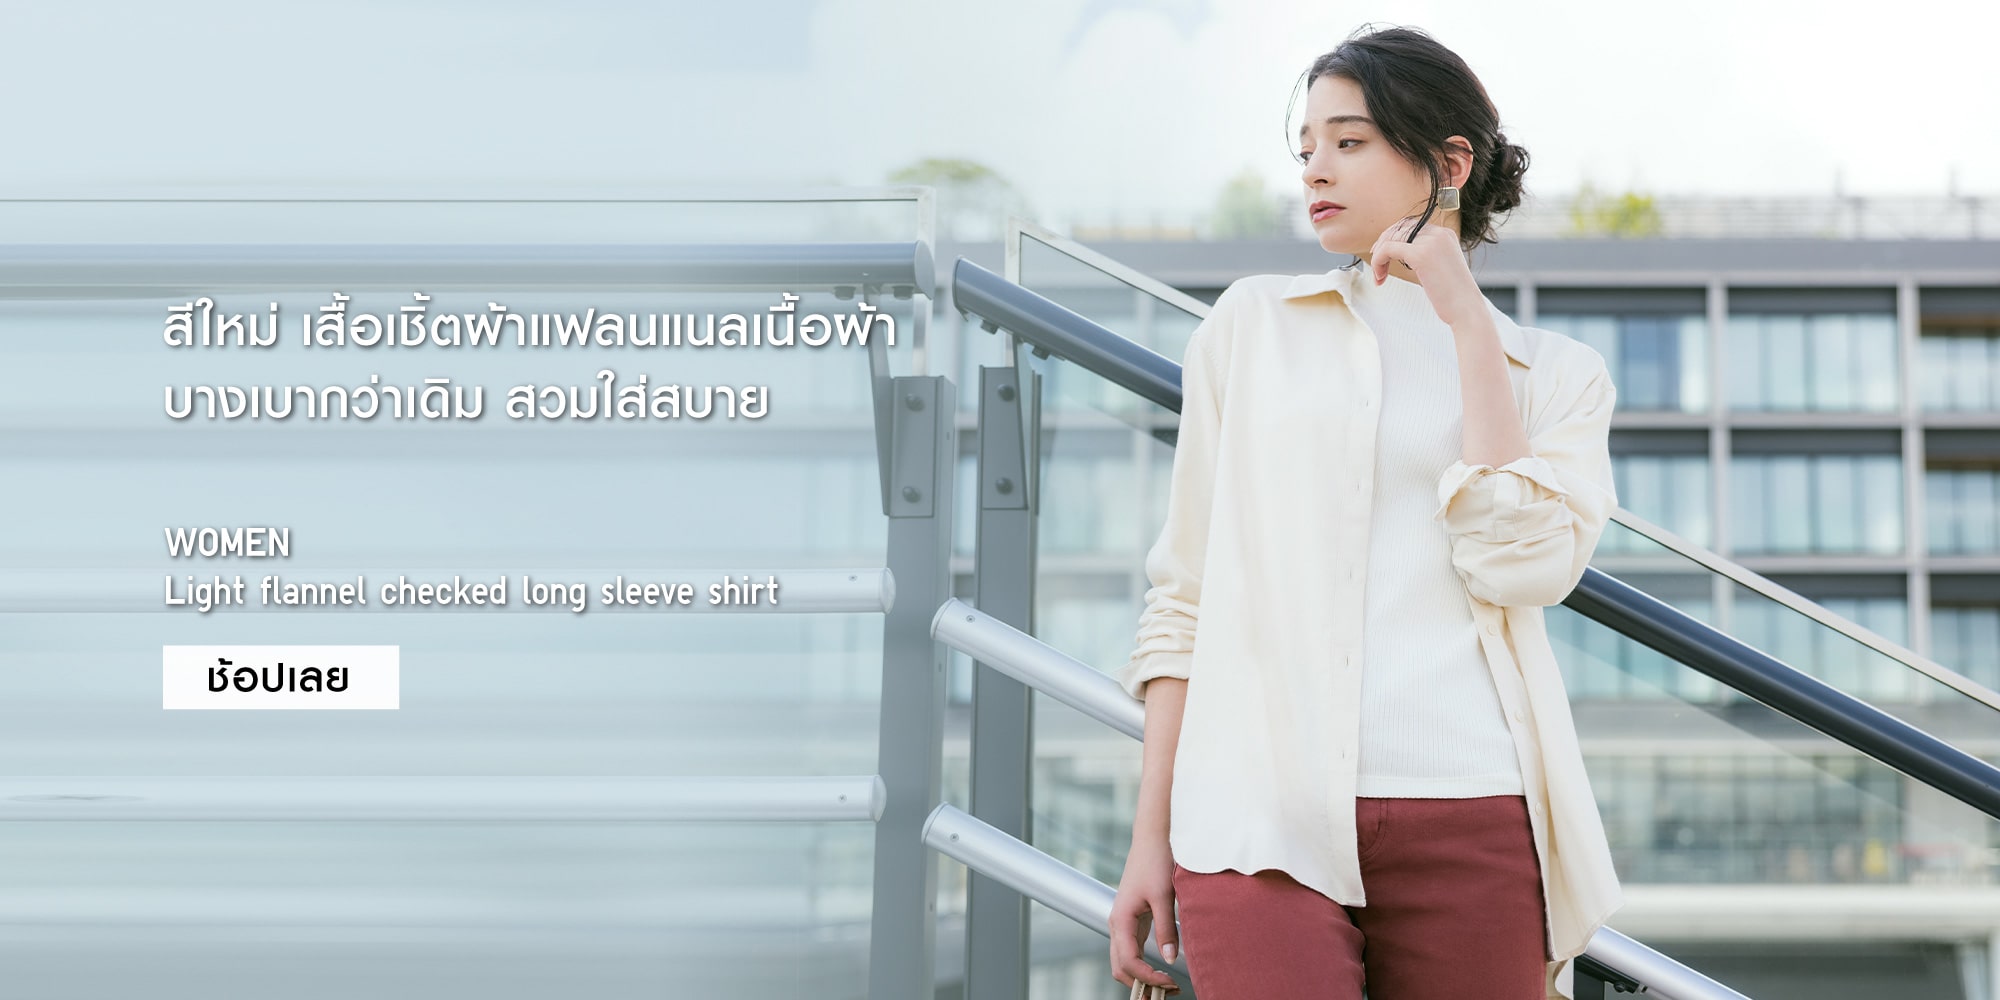 สีใหม่ เสื้อเชิ้ตผ้าแฟลนแนลเนื้อผ้า
บางเบากว่าเดิม สวมใส่สบาย
WOMEN
Light flannel checked long sleeve shirt
ช้อปเลย